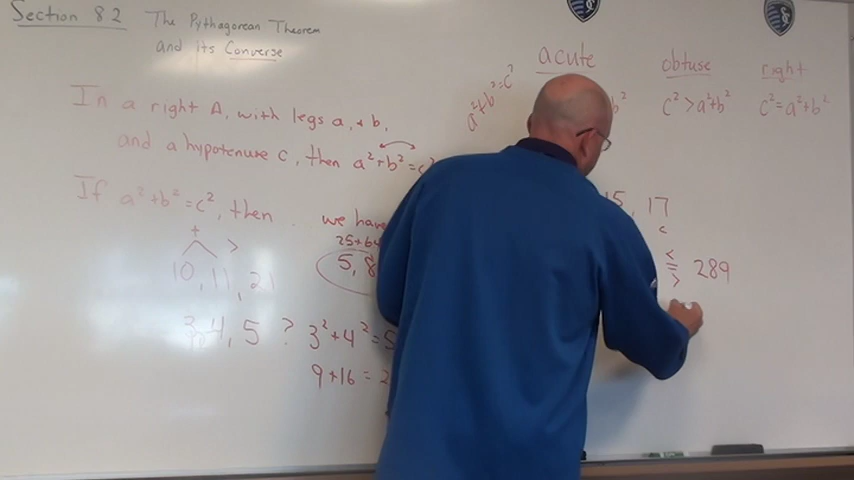 Section 8.2 The Pythagorean Theorem
and its Converse
In a right Δ, with legs a, + b,
and a hypotenuse c, then a²+b²=c²
If a²+b²=c², then we have
+ >
10, 11, 21
25+64
5, 8
3, 4, 5 ? 3²+4²=5
9+16=2
a²+b²=c²
acute
b²
obtuse
c²>a²+b²
right
c²=a²+b²
15, 17
c
<
=
>
289